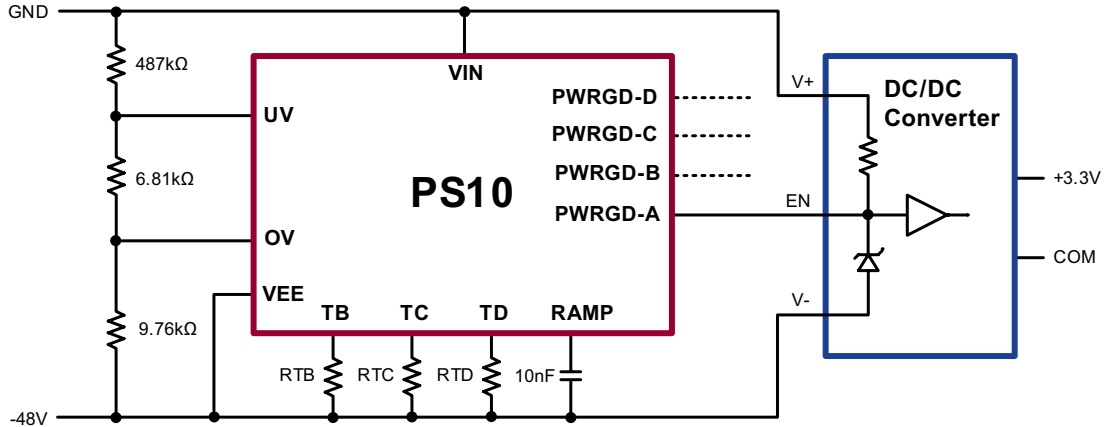 GND
487kΩ
VIN
V+
DC/DC
Converter
PWRGD-D
UV
PWRGD-C
6.81kΩ
PS10
PWRGD-B
+3.3V
PWRGD-A
EN
OV
COM
VEE
V-
9.76kΩ
TB
TC
TD
RAMP
RTB
RTC
RTD
10nF
-48V